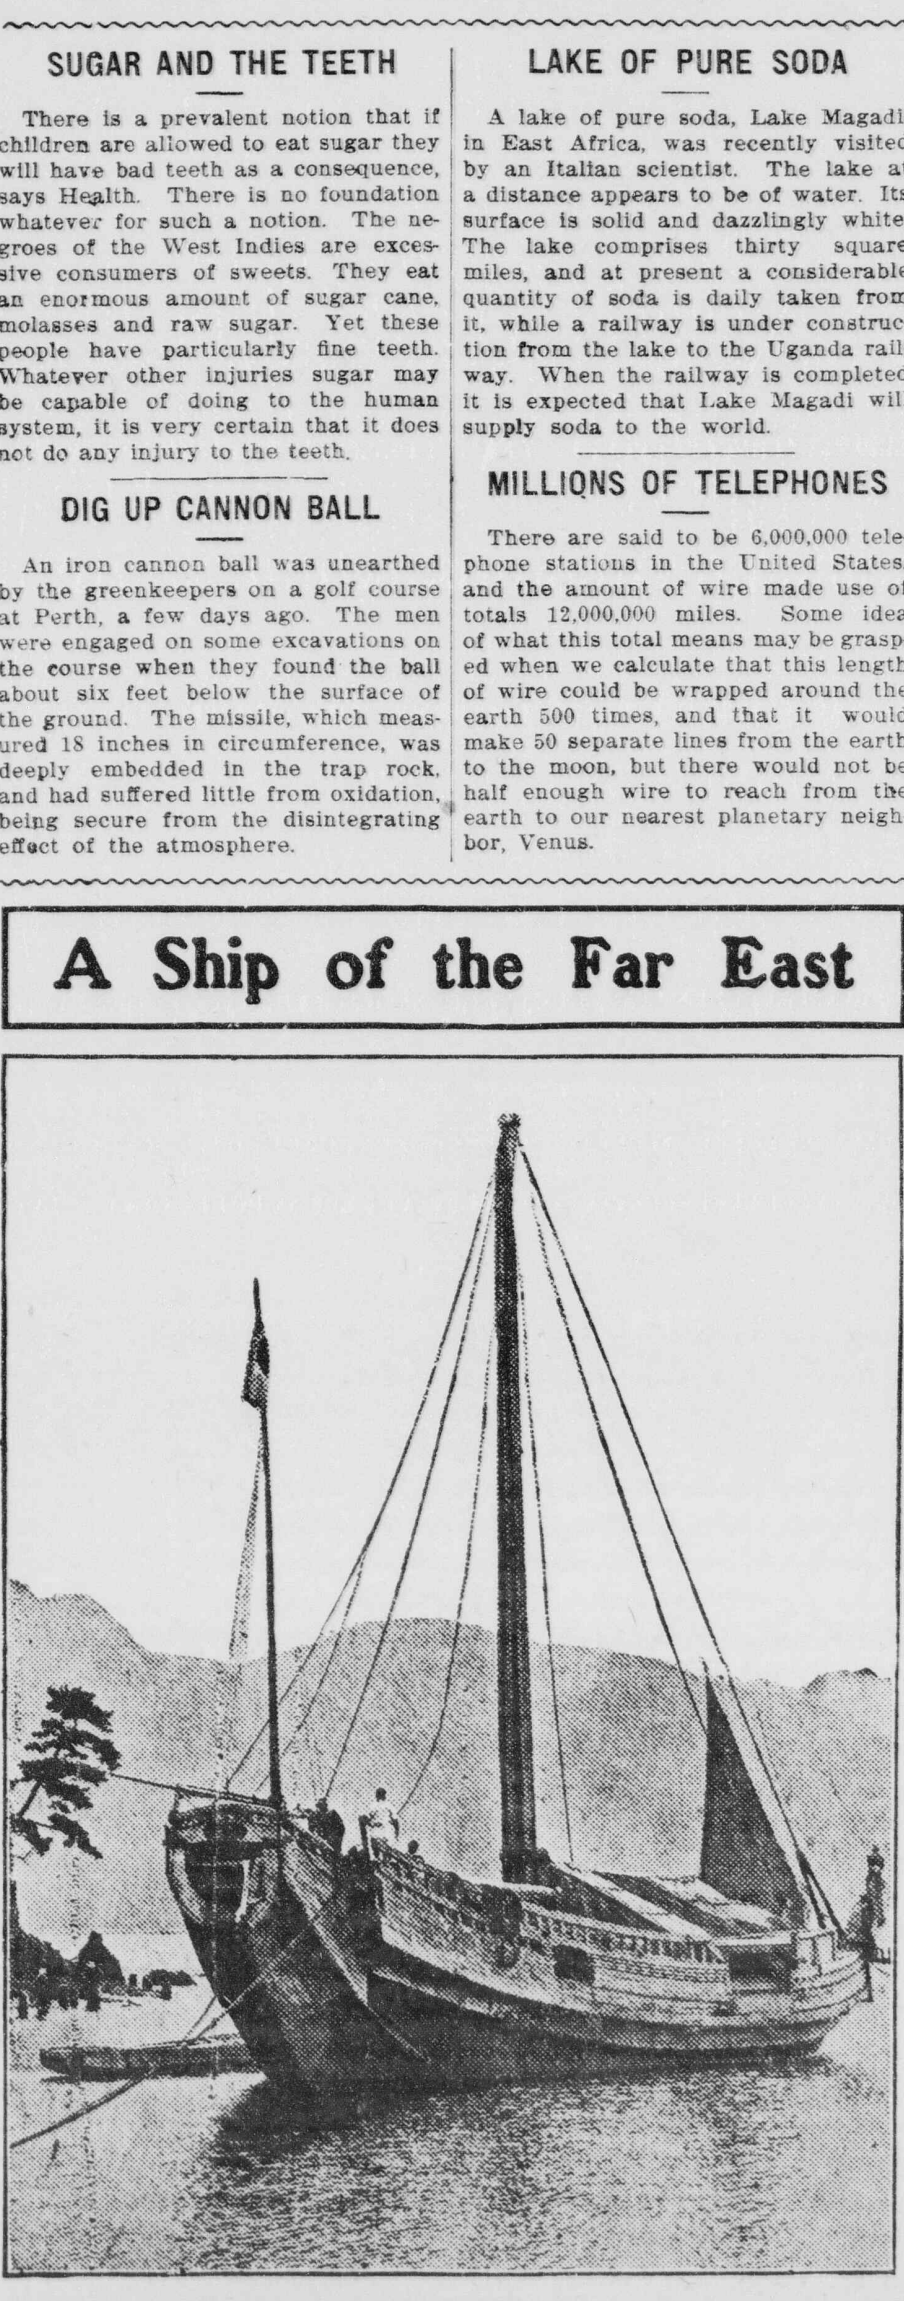 SUGAR AND THE TEETH
There is a prevalent notion that if
children are allowed to eat sugar they
will have bad teeth as a consequence,
says Health. There is no foundation
whatever for such a notion. The ne-
groes of the West Indies are exces-
sive consumers of sweets. They eat
an enormous amount of sugar cane,
molasses and raw sugar. Yet these
people have particularly fine teeth.
Whatever other injuries sugar may
be capable of doing to the human
system, it is very certain that it does
not do any injury to the teeth.
DIG UP CANNON BALL
An iron cannon ball was unearthed
by the greenkeepers on a golf course
at Perth, a few days ago. The men
were engaged on some excavations on
the course when they found the ball
about six feet below the surface of
the ground. The missile, which meas-
ured 18 inches in circumference, was
deeply embedded in the trap rock,
and had suffered little from oxidation,
being secure from the disintegrating
effect of the atmosphere.
LAKE OF PURE SODA
A lake of pure soda, Lake Magadi
in East Africa, was recently visited
by an Italian scientist. The lake at
a distance appears to be of water. Its
surface is solid and dazzlingly white
The lake comprises thirty square
miles, and at present a considerable
quantity of soda is daily taken from
it, while a railway is under construc
tion from the lake to the Uganda rail
way. When the railway is completed
it is expected that Lake Magadi will
supply soda to the world.
MILLIONS OF TELEPHONES
There are said to be 6,000,000 tele-
phone stations in the United States
and the amount of wire made use of
totals 12,000,000 miles. Some idea
of what this total means may be grasp-
ed when we calculate that this length
of wire could be wrapped around the
earth 500 times, and that it would
make 50 separate lines from the earth
to the moon, but there would not be
half enough wire to reach from the
earth to our nearest planetary neigh-
bor, Venus.
A Ship of the Far East